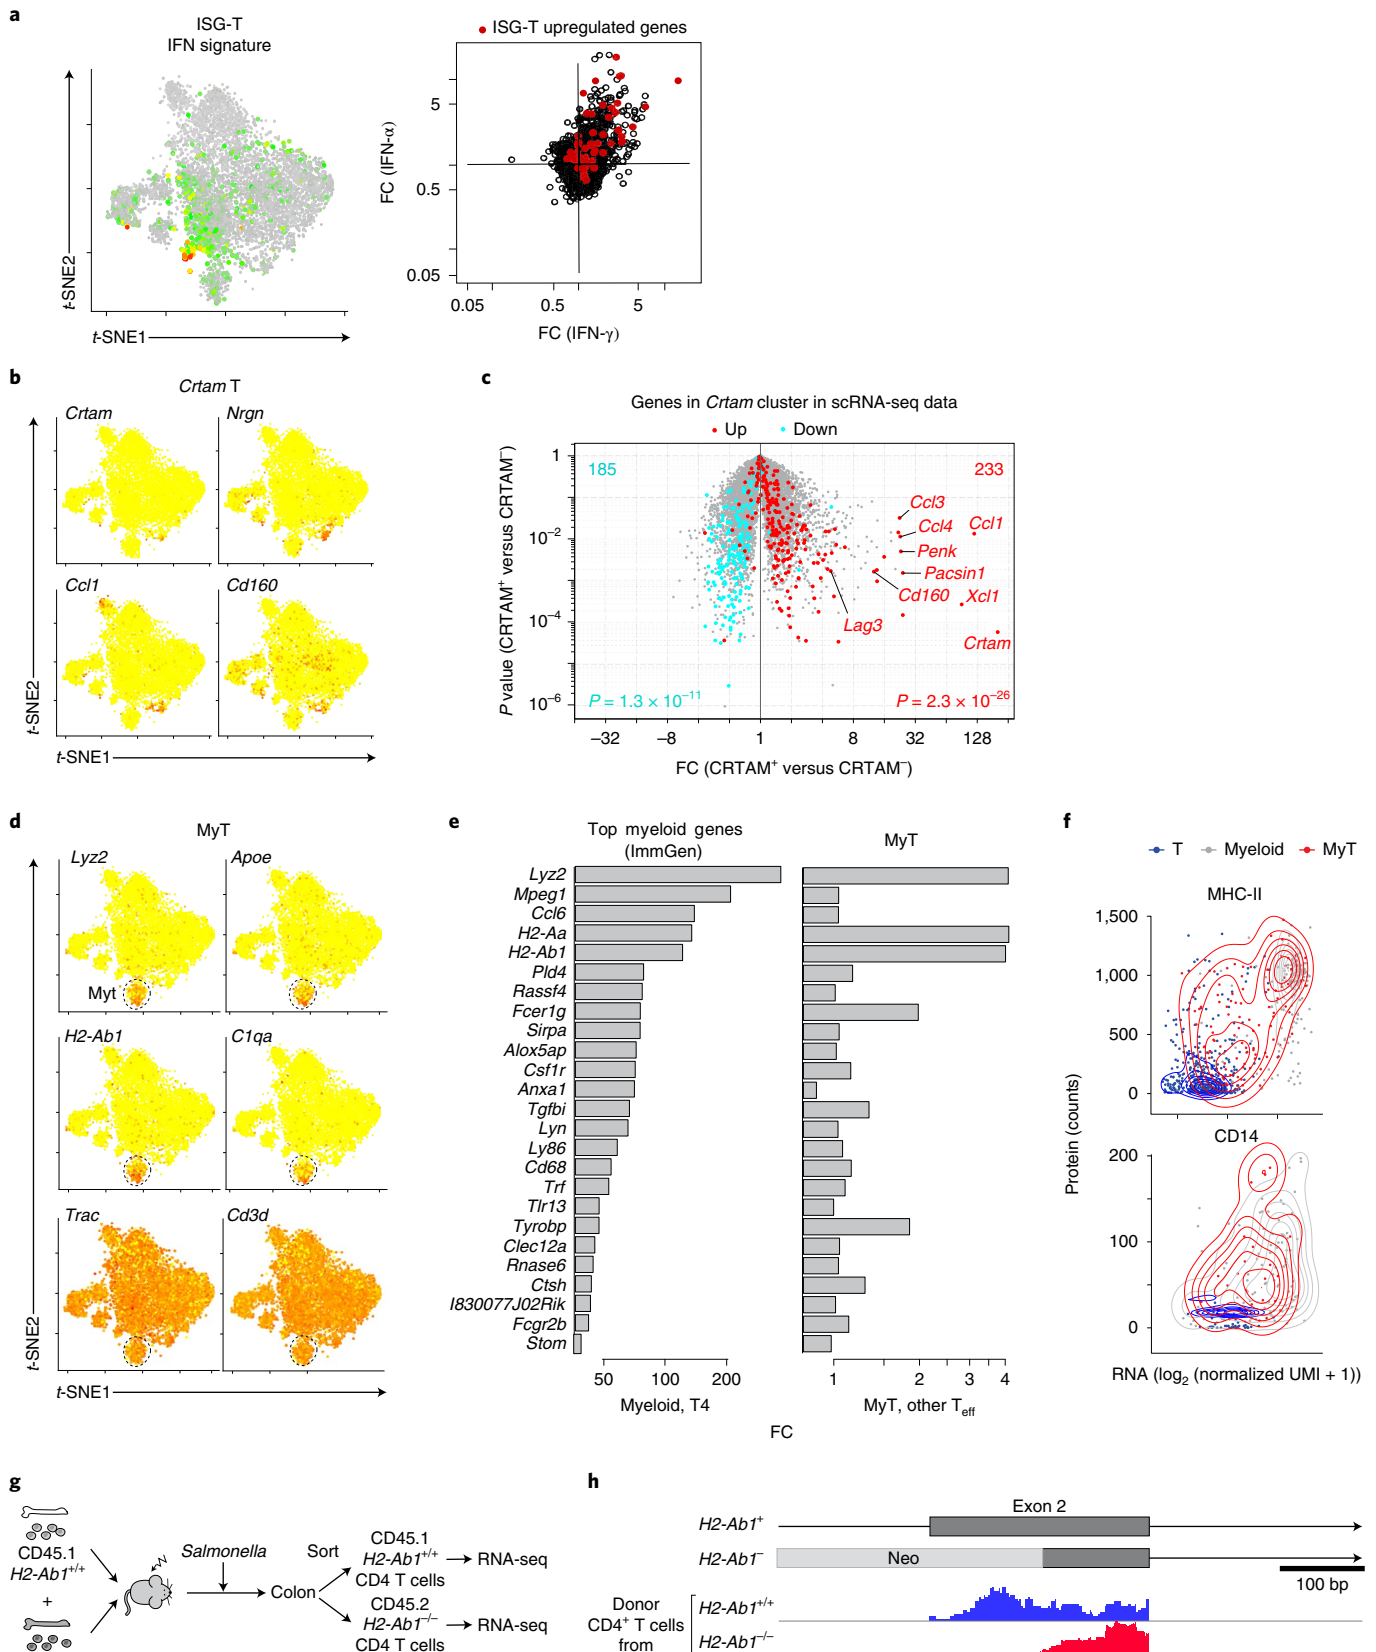 a
ISG-T
IFN signature
t-SNE2
t-SNE1
ISG-T upregulated genes
FC (IFN-α)
5
0.5
0.05
0.05
0.5
5
FC (IFN-γ)
b
Crtam T
Crtam
Nrgn
Ccl1
Cd160
t-SNE2
t-SNE1
c
Genes in Crtam cluster in scRNA-seq data
Up
Down
P value (CRTAM+ versus CRTAM−)
1
10−2
10−4
10−6
185
233
Ccl3
Ccl4
Ccl1
Penk
Pacsin1
Cd160
Xcl1
Lag3
Crtam
P = 1.3 × 10−11
P = 2.3 × 10−26
−32
−8
1
8
32
128
FC (CRTAM+ versus CRTAM−)
d
MyT
Lyz2
Apoe
Myt
H2-Ab1
C1qa
Trac
Cd3d
t-SNE2
t-SNE1
e
Top myeloid genes
(ImmGen)
MyT
Lyz2
Mpeg1
Ccl6
H2-Aa
H2-Ab1
Pld4
Rassf4
Fcer1g
Sirpa
Alox5ap
Csf1r
Anxa1
Tgfbi
Lyn
Ly86
Cd68
Trf
Tlr13
Tyrobp
Clec12a
Rnase6
Ctsh
I830077J02Rik
Fcgr2b
Stom
50
100
200
Myeloid, T4
1
2
3
4
MyT, other Teff
FC
f
T
Myeloid
MyT
MHC-II
1,500
1,000
500
0
Protein (counts)
CD14
200
100
0
RNA (log2 (normalized UMI + 1))
g
CD45.1
H2-Ab1+/+
+
Salmonella
Colon
Sort
CD45.1
H2-Ab1+/+
CD4 T cells
RNA-seq
CD45.2
H2-Ab1−/−
CD4 T cells
RNA-seq
h
Exon 2
H2-Ab1+
H2-Ab1−
Neo
100 bp
Donor
CD4+ T cells
from
H2-Ab1+/+
H2-Ab1−/−